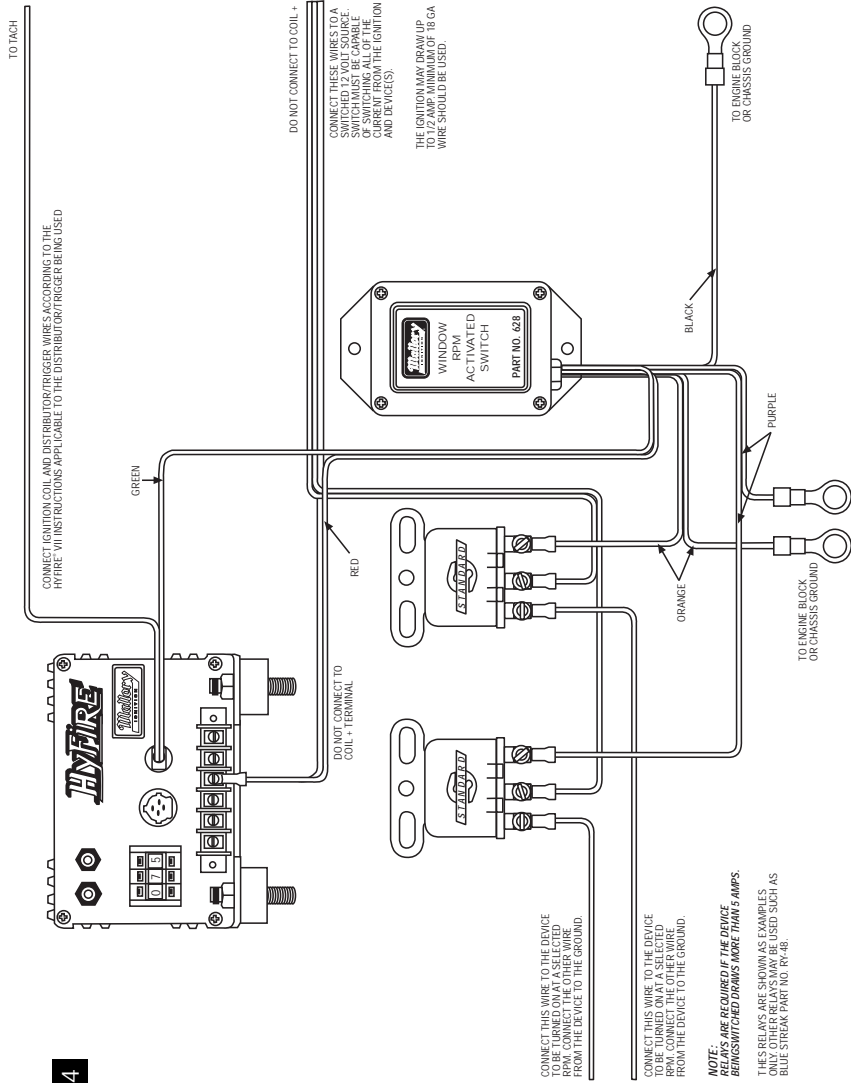 4
TO TACH
CONNECT IGNITION COIL AND DISTRIBUTOR/TRIGGER WIRES ACCORDING TO THE
HYFIRE® VII INSTRUCTIONS APPLICABLE TO THE DISTRIBUTOR/TRIGGER BEING USED
GREEN
HYFIRE
Mallory
IGNITION
0 7 5
DO NOT CONNECT TO
COIL + TERMINAL
RED
DO NOT CONNECT TO COIL +
CONNECT THESE WIRES TO A
SWITCHED 12 VOLT SOURCE.
SWITCH MUST BE CAPABLE
OF SWITCHING ALL OF THE
CURRENT FROM THE IGNITION
AND DEVICE(S).
THE IGNITION MAY DRAW UP
TO 1/2 AMP. MINIMUM OF 18 GA
WIRE SHOULD BE USED.
Mallory
IGNITION
WINDOW
RPM
ACTIVATED
SWITCH
PART NO. 628
STANDARD
STANDARD
BLACK
TO ENGINE BLOCK
OR CHASSIS GROUND
PURPLE
ORANGE
TO ENGINE BLOCK
OR CHASSIS GROUND
CONNECT THIS WIRE TO THE DEVICE
TO BE TURNED ON AT A SELECTED
RPM. CONNECT THE OTHER WIRE
FROM THE DEVICE TO THE GROUND.
CONNECT THIS WIRE TO THE DEVICE
TO BE TURNED ON AT A SELECTED
RPM. CONNECT THE OTHER WIRE
FROM THE DEVICE TO THE GROUND.
NOTE:
RELAYS ARE REQUIRED IF THE DEVICE
BEINGSWITCHED DRAWS MORE THAN 5 AMPS.
THES RELAYS ARE SHOWN AS EXAMPLES
ONLY. OTHER RELAYS MAY BE USED SUCH AS
BLUE STREAK PART NO. RY-48.